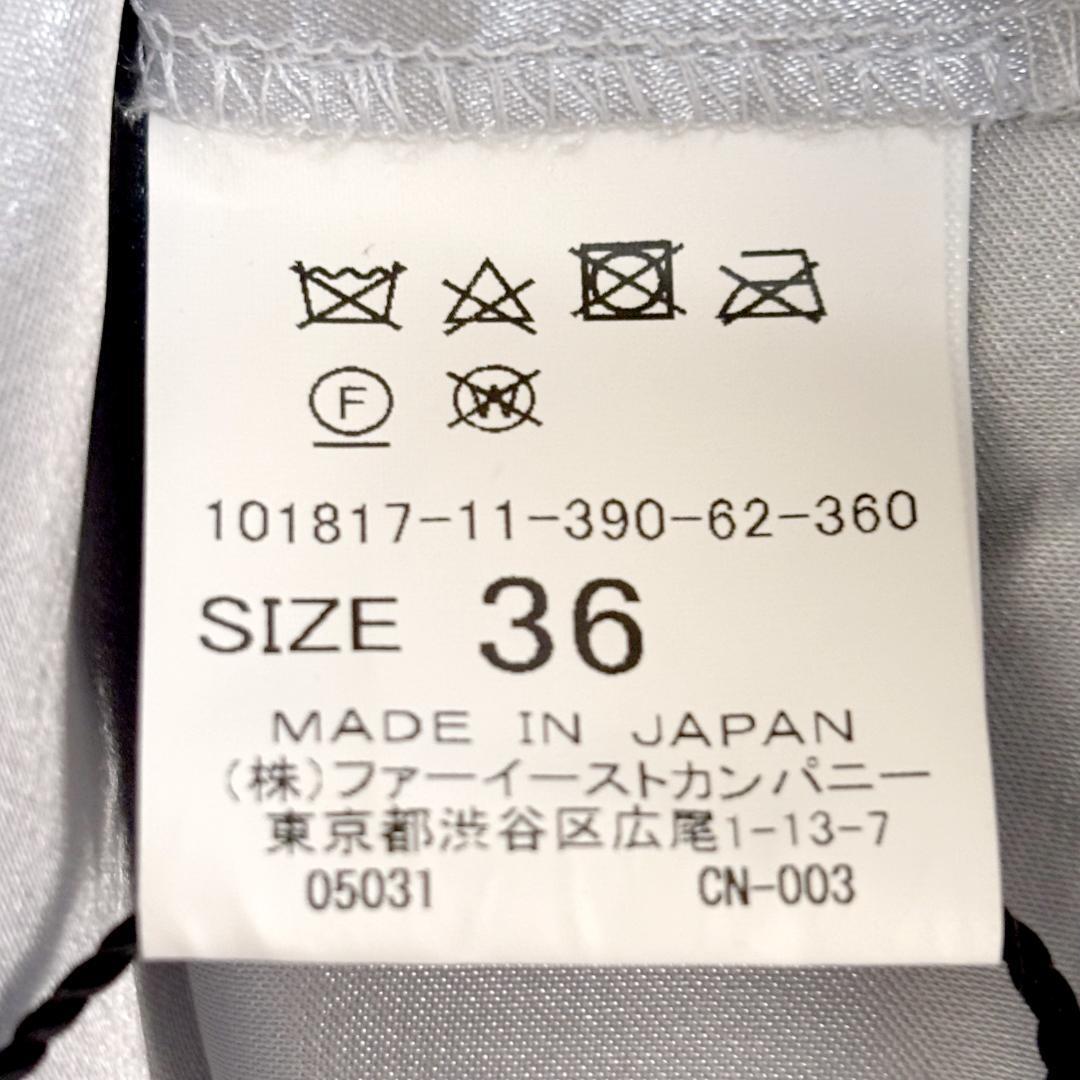 F W
101817-11-390-62-360
SIZE 36
MADE IN JAPAN
(株)ファーイーストカンパニー
東京都渋谷区広尾1-13-7
05031 CN-003